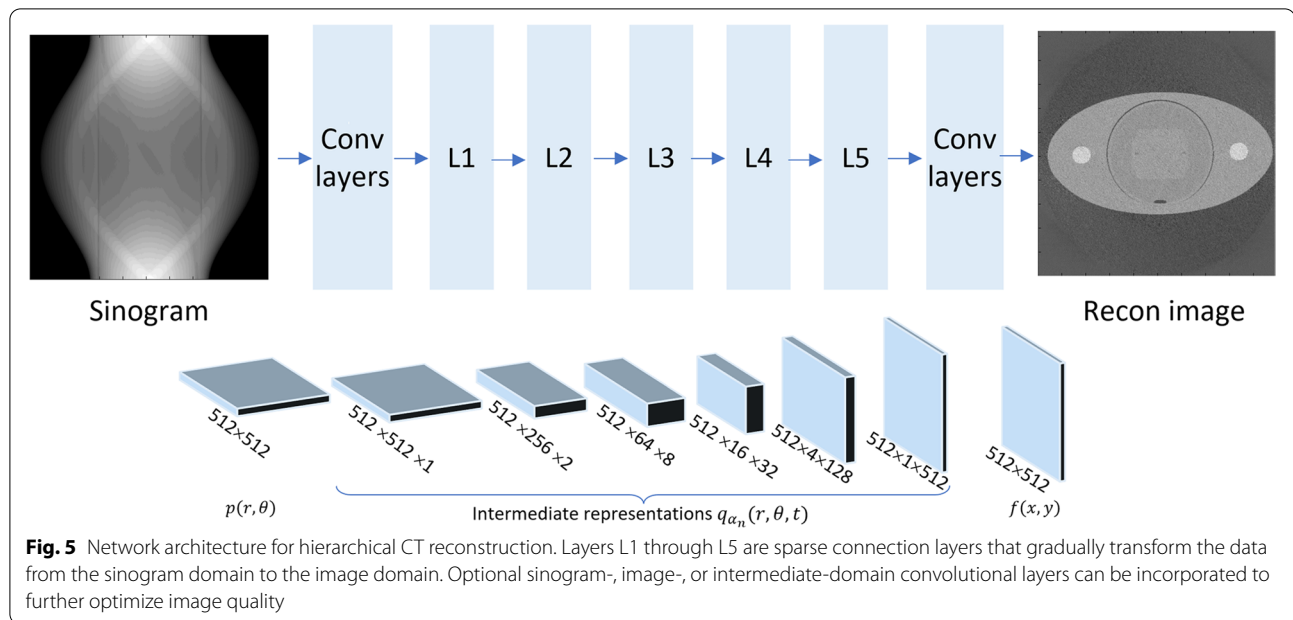 Conv layers
L1
L2
L3
L4
L5
Conv layers
Sinogram
Recon image
512×512
512 ×512 ×1
512 ×256 ×2
512 ×64 ×8
512 ×16 ×32
512×4×128
512×1×512
512×512
p(r, θ)
Intermediate representations q_{α_n}(r, θ, t)
f(x, y)
Fig. 5 Network architecture for hierarchical CT reconstruction. Layers L1 through L5 are sparse connection layers that gradually transform the data
from the sinogram domain to the image domain. Optional sinogram-, image-, or intermediate-domain convolutional layers can be incorporated to
further optimize image quality